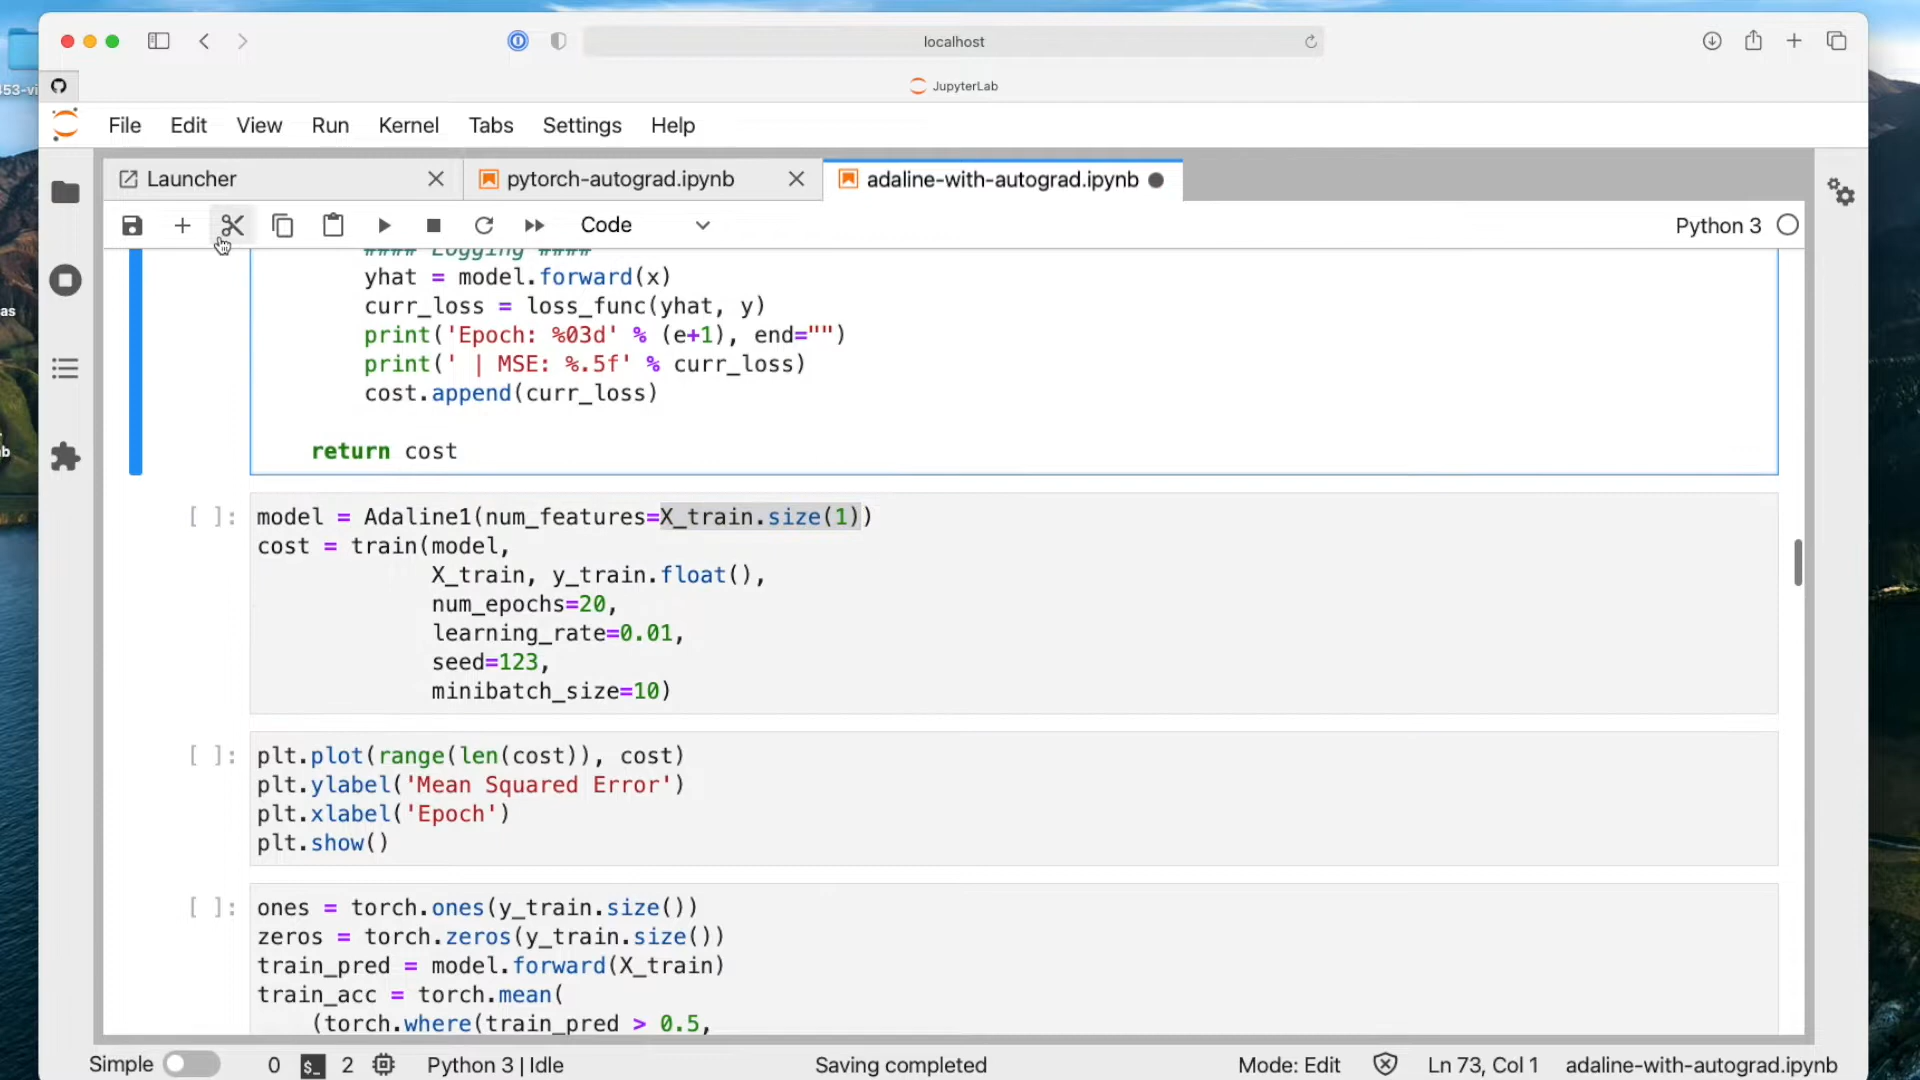 localhost
JupyterLab
53-vi
File Edit View Run Kernel Tabs Settings Help
Launcher pytorch-autograd.ipynb adaline-with-autograd.ipynb
Code Python 3
#### Logging ####
yhat = model.forward(x)
curr_loss = loss_func(yhat, y)
print('Epoch: %03d' % (e+1), end="")
print(' | MSE: %.5f' % curr_loss)
cost.append(curr_loss)
return cost
as
b
[ ]: model = Adaline1(num_features=X_train.size(1))
cost = train(model,
X_train, y_train.float(),
num_epochs=20,
learning_rate=0.01,
seed=123,
minibatch_size=10)
[ ]: plt.plot(range(len(cost)), cost)
plt.ylabel('Mean Squared Error')
plt.xlabel('Epoch')
plt.show()
[ ]: ones = torch.ones(y_train.size())
zeros = torch.zeros(y_train.size())
train_pred = model.forward(X_train)
train_acc = torch.mean(
(torch.where(train_pred > 0.5,
Simple 0 $_ 2 Python 3 | Idle Saving completed Mode: Edit Ln 73, Col 1 adaline-with-autograd.ipynb